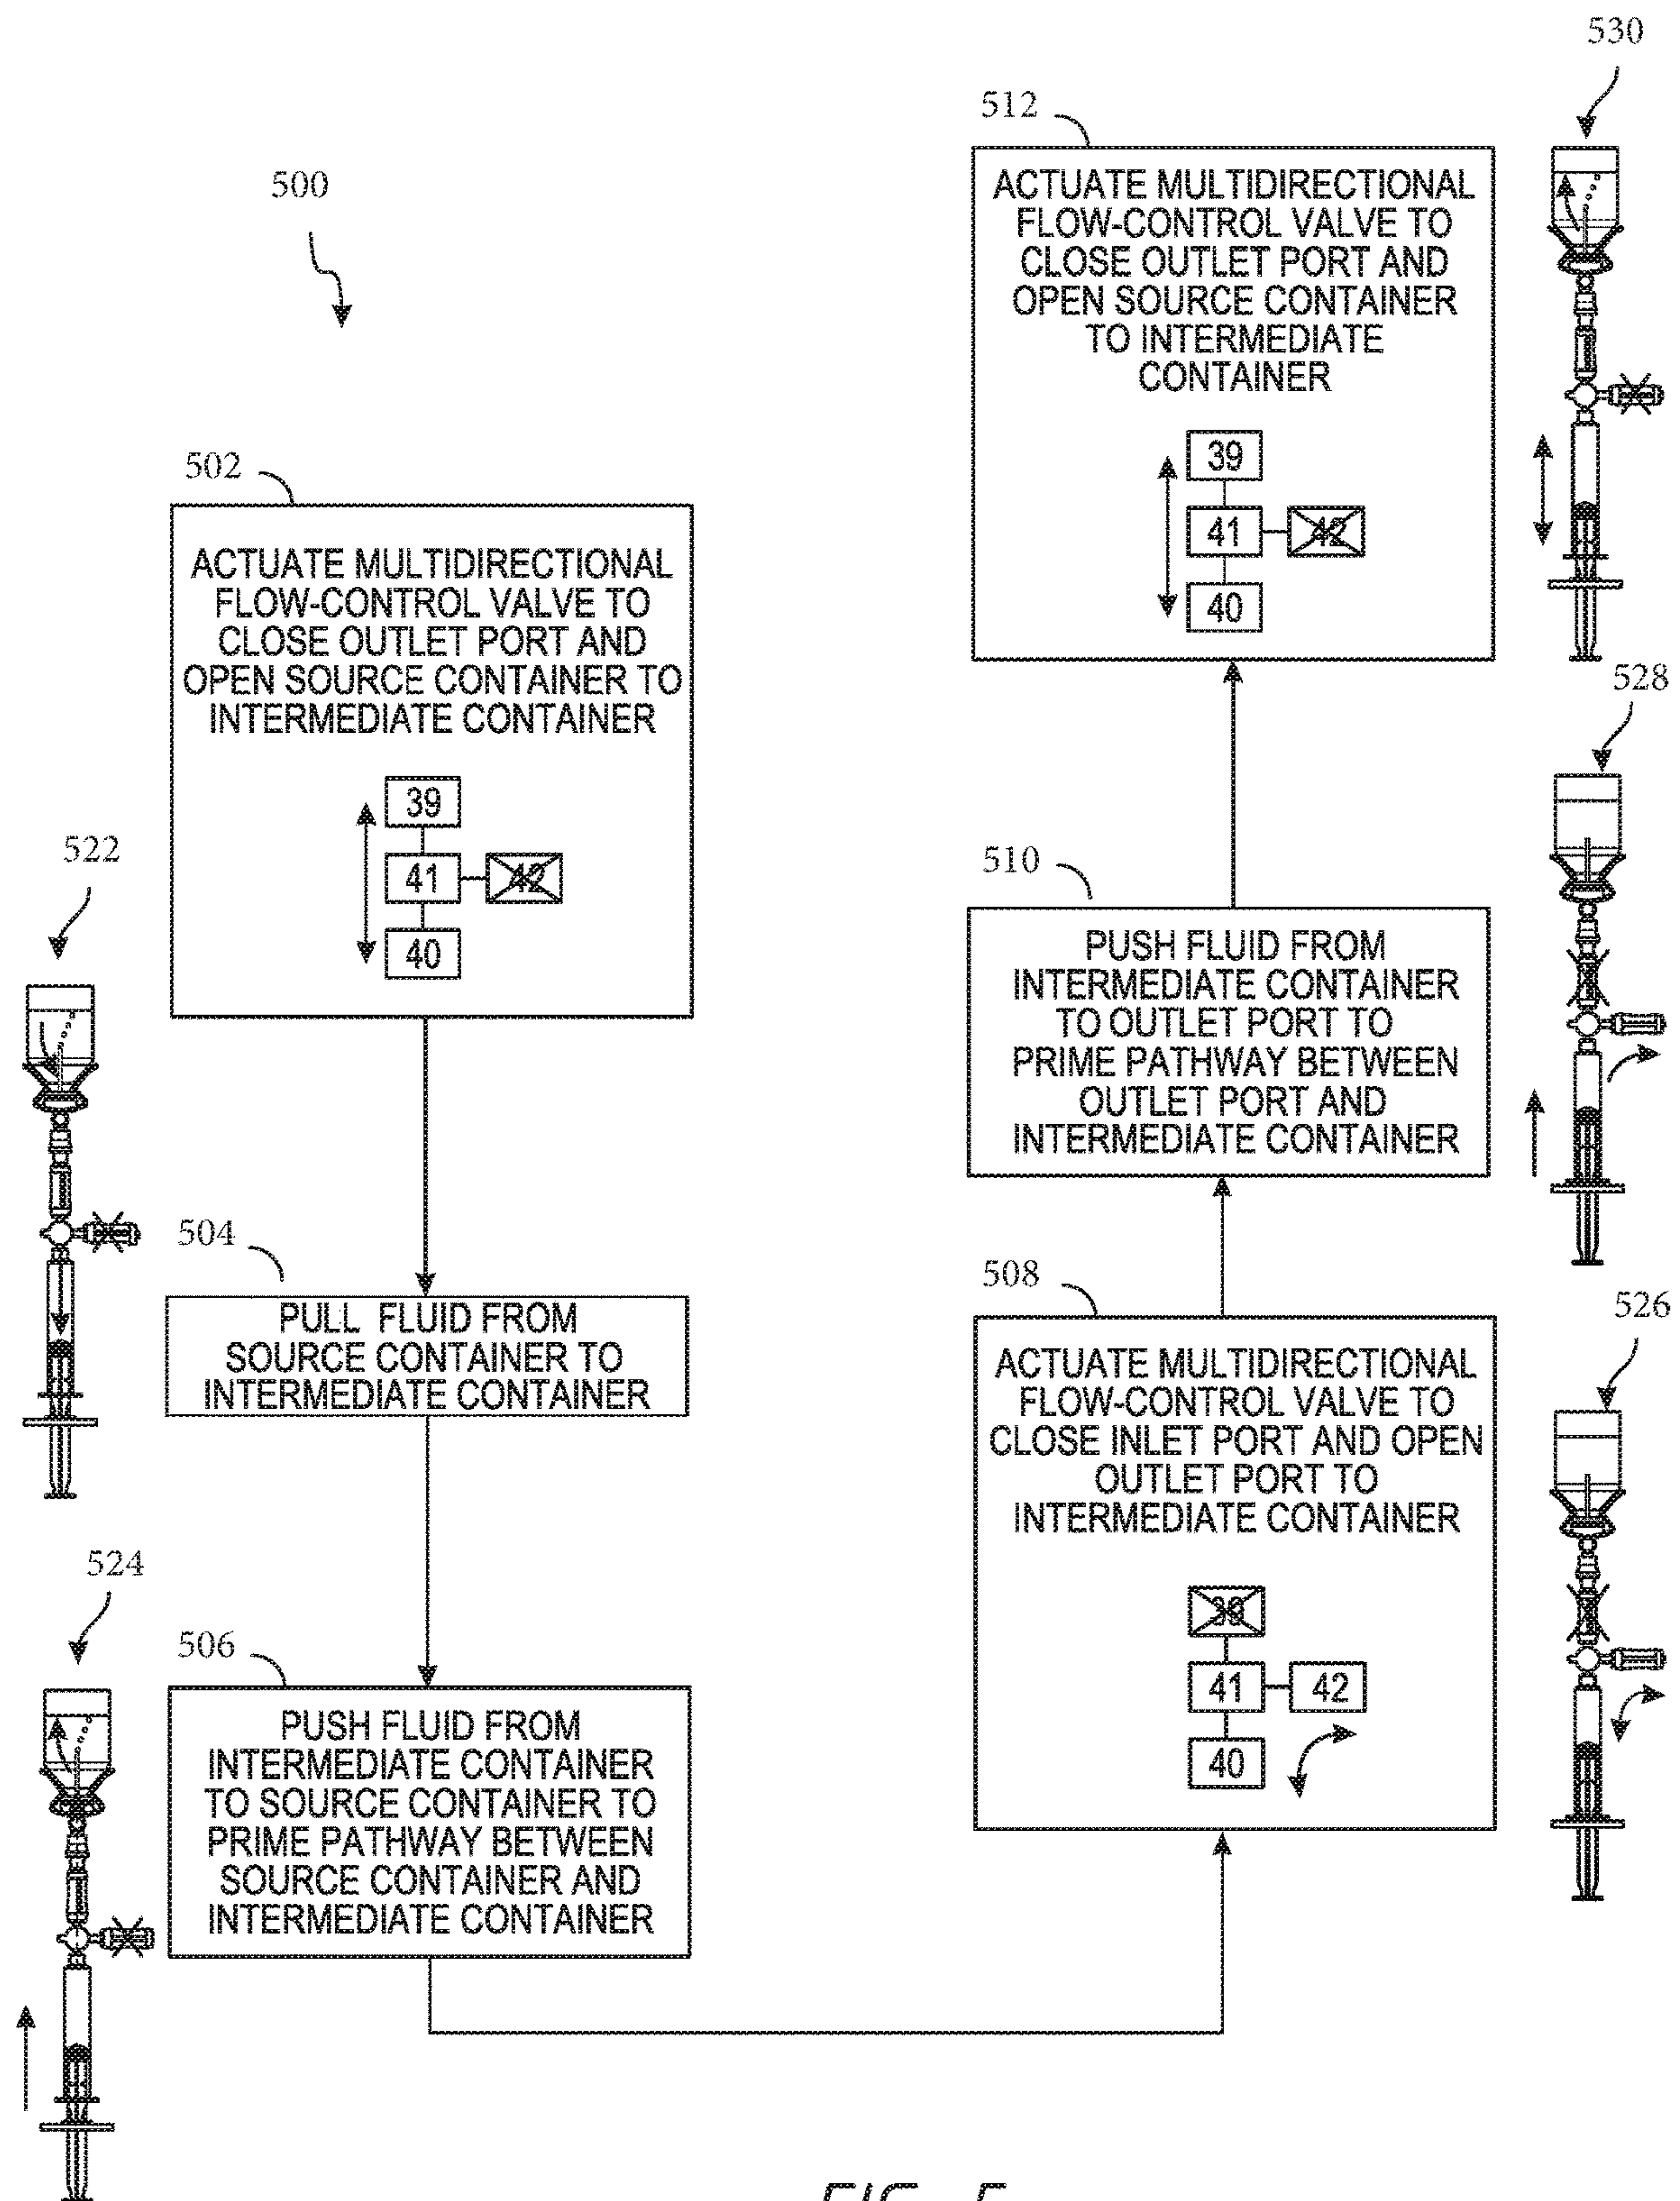 500
502
ACTUATE MULTIDIRECTIONAL
FLOW-CONTROL VALVE TO
CLOSE OUTLET PORT AND
OPEN SOURCE CONTAINER TO
INTERMEDIATE CONTAINER
39
41
42
40
522
504
PULL FLUID FROM
SOURCE CONTAINER TO
INTERMEDIATE CONTAINER
524
506
PUSH FLUID FROM
INTERMEDIATE CONTAINER
TO SOURCE CONTAINER TO
PRIME PATHWAY BETWEEN
SOURCE CONTAINER AND
INTERMEDIATE CONTAINER
508
ACTUATE MULTIDIRECTIONAL
FLOW-CONTROL VALVE TO
CLOSE INLET PORT AND OPEN
OUTLET PORT TO
INTERMEDIATE CONTAINER
39
41
42
40
526
510
PUSH FLUID FROM
INTERMEDIATE CONTAINER
TO OUTLET PORT TO
PRIME PATHWAY BETWEEN
OUTLET PORT AND
INTERMEDIATE CONTAINER
528
512
ACTUATE MULTIDIRECTIONAL
FLOW-CONTROL VALVE TO
CLOSE OUTLET PORT AND
OPEN SOURCE CONTAINER
TO INTERMEDIATE
CONTAINER
39
41
42
40
530